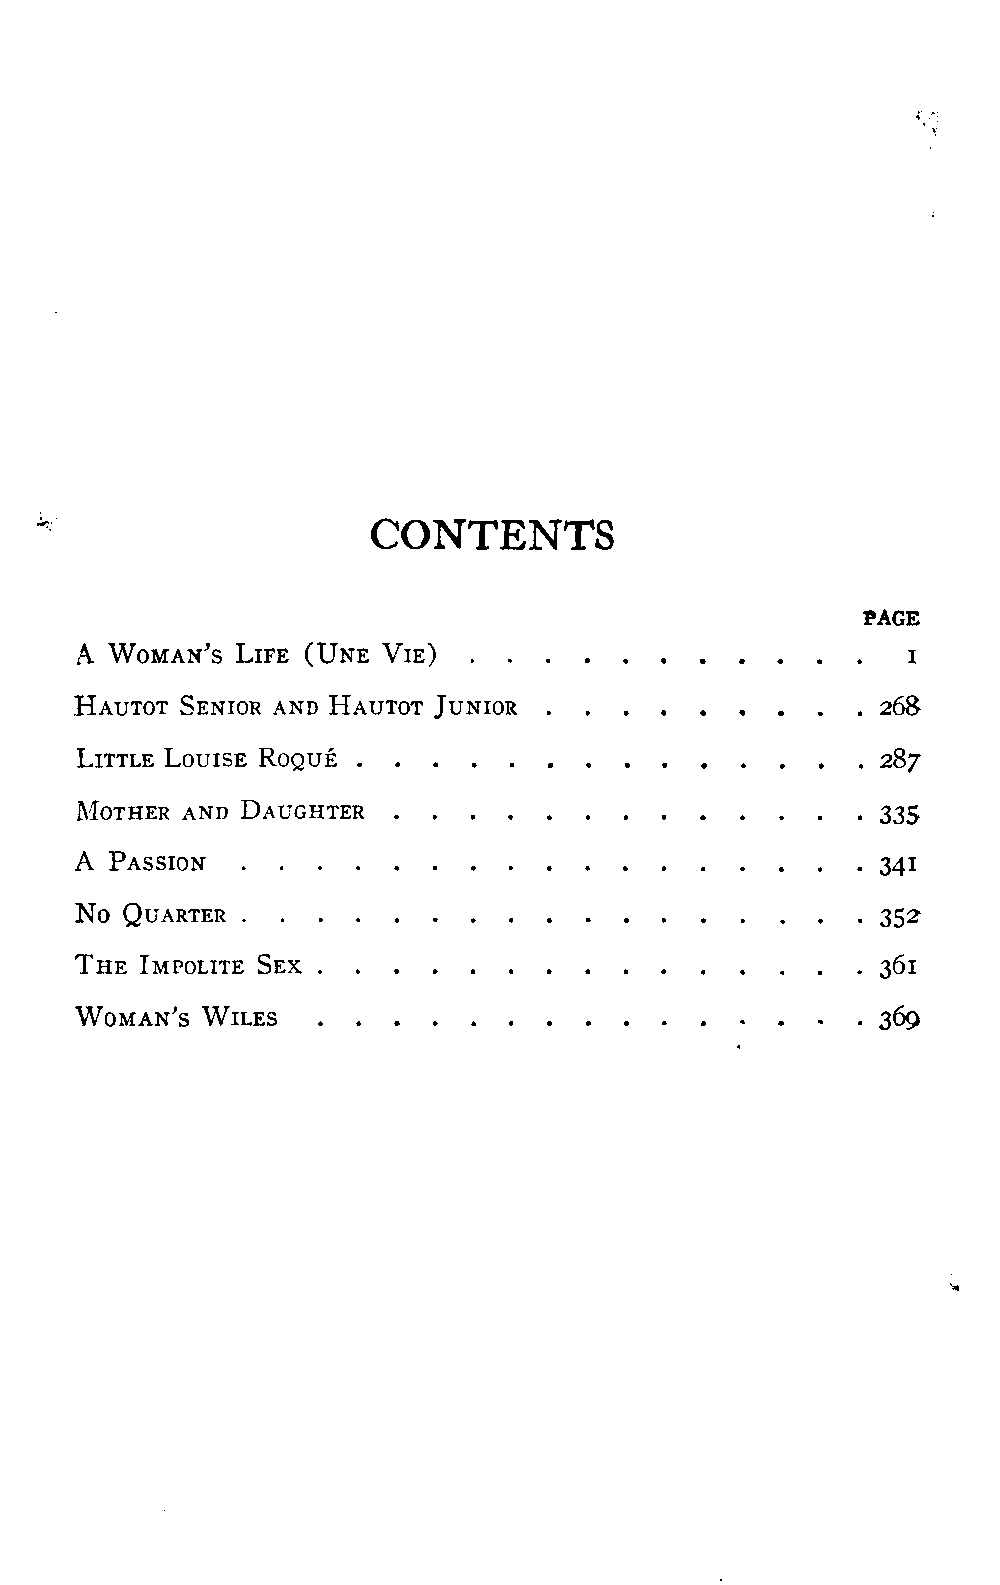 CONTENTS
PAGE
A Woman's Life (Une Vie) . . . . . . . . . . . 1
Hautot Senior and Hautot Junior . . . . . . . . . 268
Little Louise Roqué . . . . . . . . . . . . . . 287
Mother and Daughter . . . . . . . . . . . . . 335
A Passion . . . . . . . . . . . . . . . . . 341
No Quarter . . . . . . . . . . . . . . . . . 352
The Impolite Sex . . . . . . . . . . . . . . . 361
Woman's Wiles . . . . . . . . . . . . . . . 369